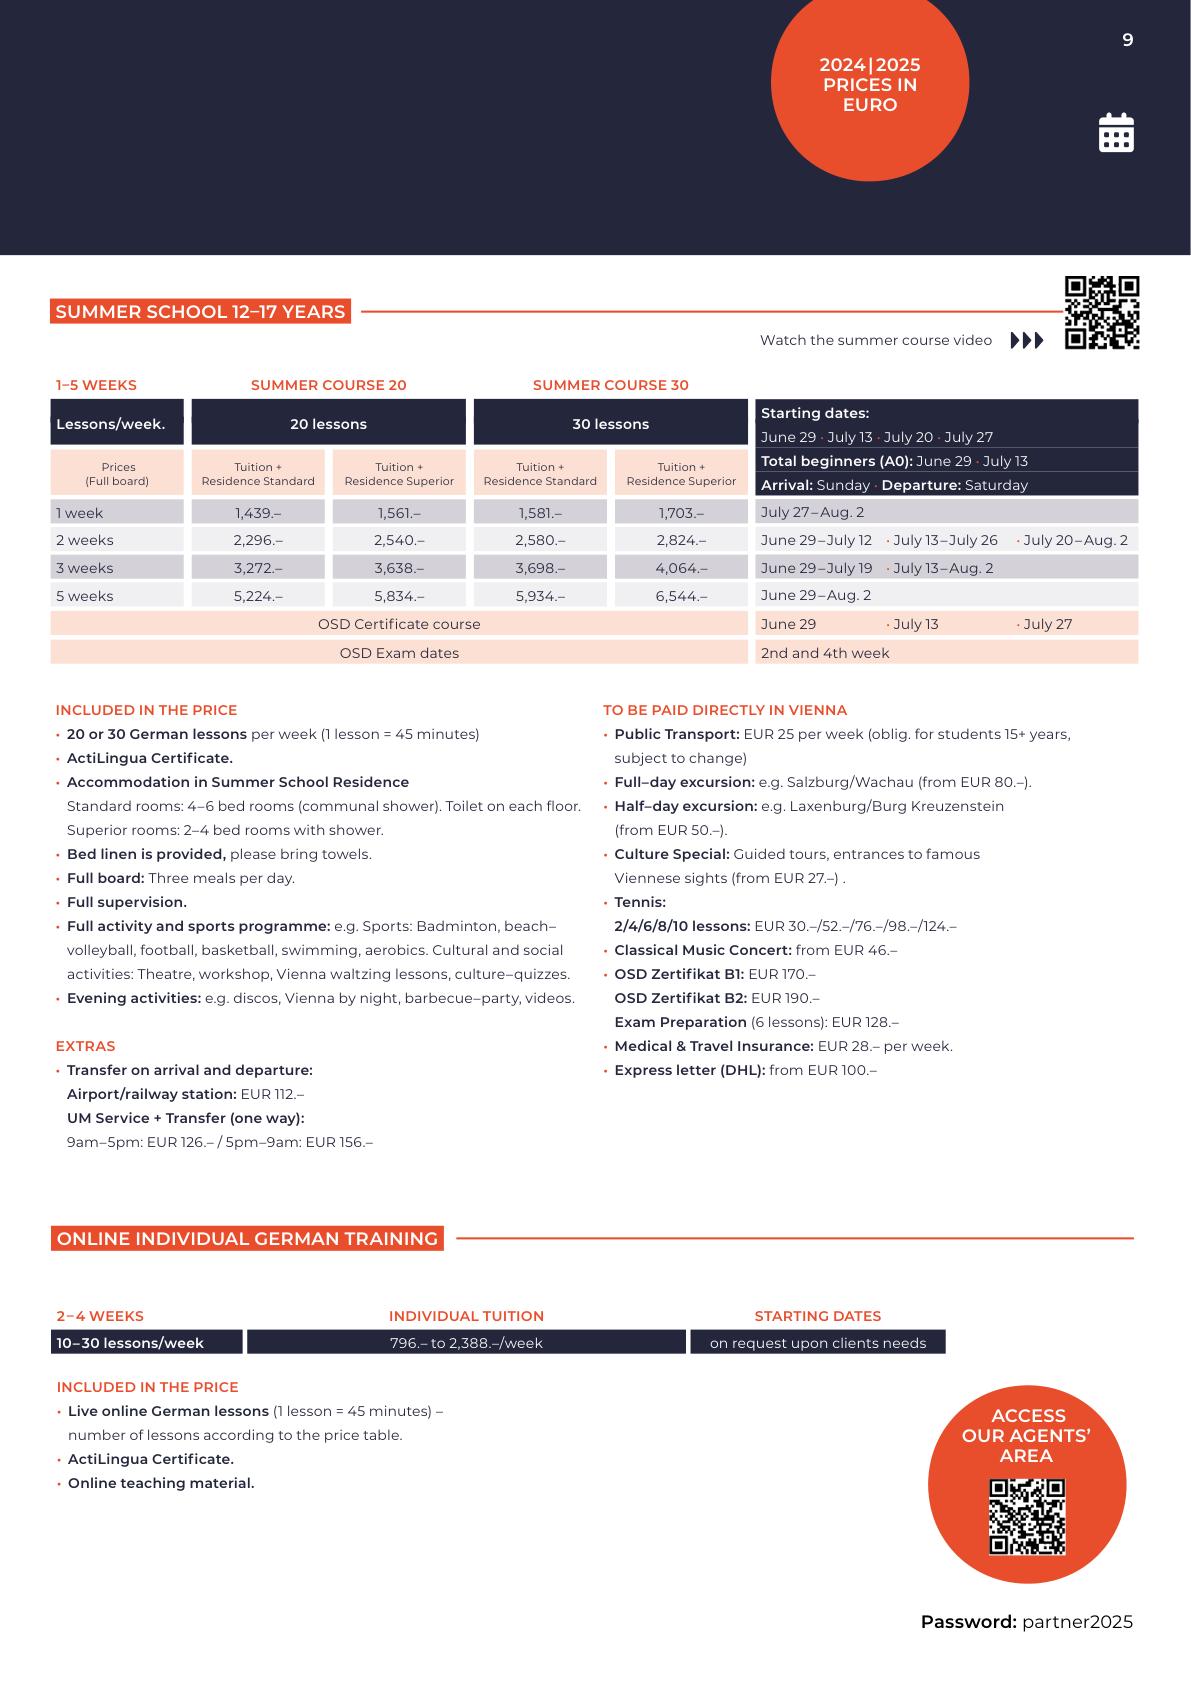 9
2024|2025
PRICES IN
EURO
SUMMER SCHOOL 12–17 YEARS
Watch the summer course video
1–5 WEEKS SUMMER COURSE 20 SUMMER COURSE 30
Lessons/week. 20 lessons 30 lessons
Starting dates:
June 29 · July 13 · July 20 · July 27
Total beginners (A0): June 29 · July 13
Arrival: Sunday · Departure: Saturday
Prices Tuition + Tuition + Tuition + Tuition +
(Full board) Residence Standard Residence Superior Residence Standard Residence Superior
1 week 1,439.– 1,561.– 1,581.– 1,703.– July 27–Aug. 2
2 weeks 2,296.– 2,540.– 2,580.– 2,824.– June 29–July 12 · July 13–July 26 · July 20–Aug. 2
3 weeks 3,272.– 3,638.– 3,698.– 4,064.– June 29–July 19 · July 13–Aug. 2
5 weeks 5,224.– 5,834.– 5,934.– 6,544.– June 29–Aug. 2
OSD Certificate course June 29 · July 13 · July 27
OSD Exam dates 2nd and 4th week
INCLUDED IN THE PRICE
• 20 or 30 German lessons per week (1 lesson = 45 minutes)
• ActiLingua Certificate.
• Accommodation in Summer School Residence
Standard rooms: 4–6 bed rooms (communal shower). Toilet on each floor.
Superior rooms: 2–4 bed rooms with shower.
• Bed linen is provided, please bring towels.
• Full board: Three meals per day.
• Full supervision.
• Full activity and sports programme: e.g. Sports: Badminton, beach–
volleyball, football, basketball, swimming, aerobics. Cultural and social
activities: Theatre, workshop, Vienna waltzing lessons, culture–quizzes.
• Evening activities: e.g. discos, Vienna by night, barbecue–party, videos.
EXTRAS
• Transfer on arrival and departure:
Airport/railway station: EUR 112.–
UM Service + Transfer (one way):
9am–5pm: EUR 126.– / 5pm–9am: EUR 156.–
TO BE PAID DIRECTLY IN VIENNA
• Public Transport: EUR 25 per week (oblig. for students 15+ years,
subject to change)
• Full–day excursion: e.g. Salzburg/Wachau (from EUR 80.–).
• Half–day excursion: e.g. Laxenburg/Burg Kreuzenstein
(from EUR 50.–).
• Culture Special: Guided tours, entrances to famous
Viennese sights (from EUR 27.–) .
• Tennis:
2/4/6/8/10 lessons: EUR 30.–/52.–/76.–/98.–/124.–
• Classical Music Concert: from EUR 46.–
• OSD Zertifikat B1: EUR 170.–
OSD Zertifikat B2: EUR 190.–
Exam Preparation (6 lessons): EUR 128.–
• Medical & Travel Insurance: EUR 28.– per week.
• Express letter (DHL): from EUR 100.–
ONLINE INDIVIDUAL GERMAN TRAINING
2–4 WEEKS INDIVIDUAL TUITION STARTING DATES
10–30 lessons/week 796.– to 2,388.–/week on request upon clients needs
INCLUDED IN THE PRICE
• Live online German lessons (1 lesson = 45 minutes) –
number of lessons according to the price table.
• ActiLingua Certificate.
• Online teaching material.
ACCESS
OUR AGENTS’
AREA
Password: partner2025